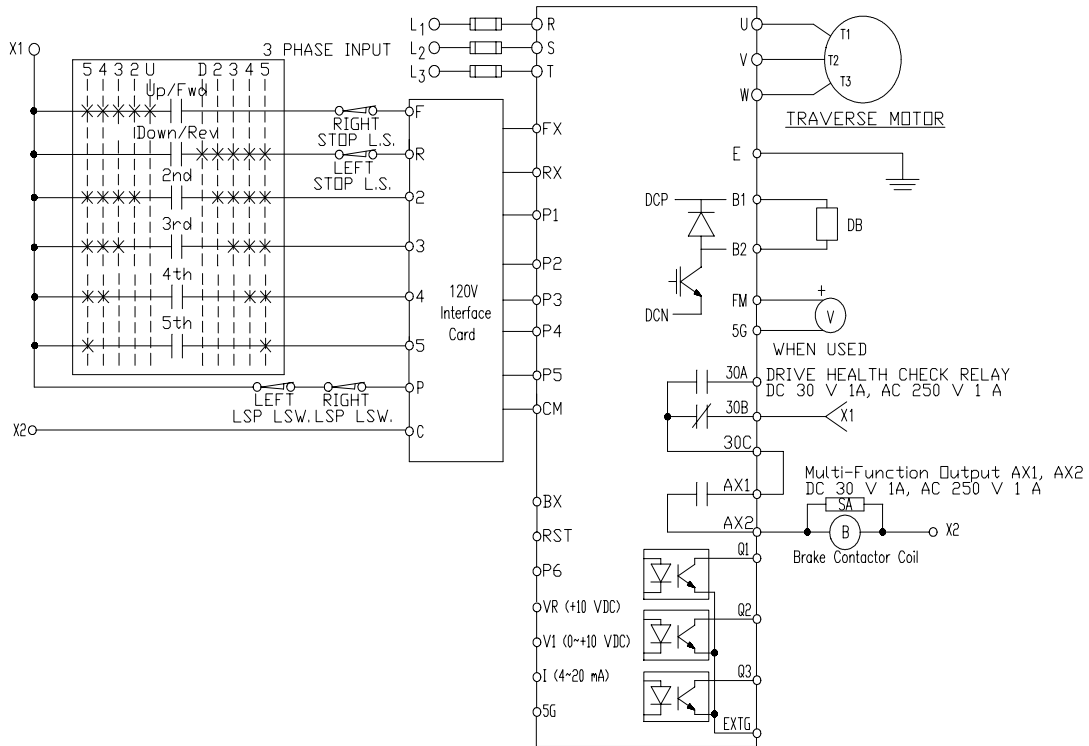 X1
3 PHASE INPUT
5 4 3 2 U D 2 3 4 5
Up/Fwd
Down/Rev
2nd
3rd
4th
5th
RIGHT
STOP L.S.
LEFT
STOP L.S.
LEFT
LSP LSW.
RIGHT
LSP LSW.
X2
L1
L2
L3
F
R
2
3
4
5
P
C
120V
Interface
Card
R
S
T
FX
RX
P1
P2
P3
P4
P5
CM
BX
RST
P6
VR (+10 VDC)
V1 (0~+10 VDC)
I (4~20 mA)
5G
U
V
W
T1
T2
T3
TRAVERSE MOTOR
E
DCP
B1
B2
DB
DCN
FM
+
V
5G
WHEN USED
30A
DRIVE HEALTH CHECK RELAY
DC 30 V 1A, AC 250 V 1 A
30B
X1
30C
AX1
Multi-Function Output AX1, AX2
DC 30 V 1A, AC 250 V 1 A
SA
AX2
B
X2
Brake Contactor Coil
Q1
Q2
Q3
EXTG